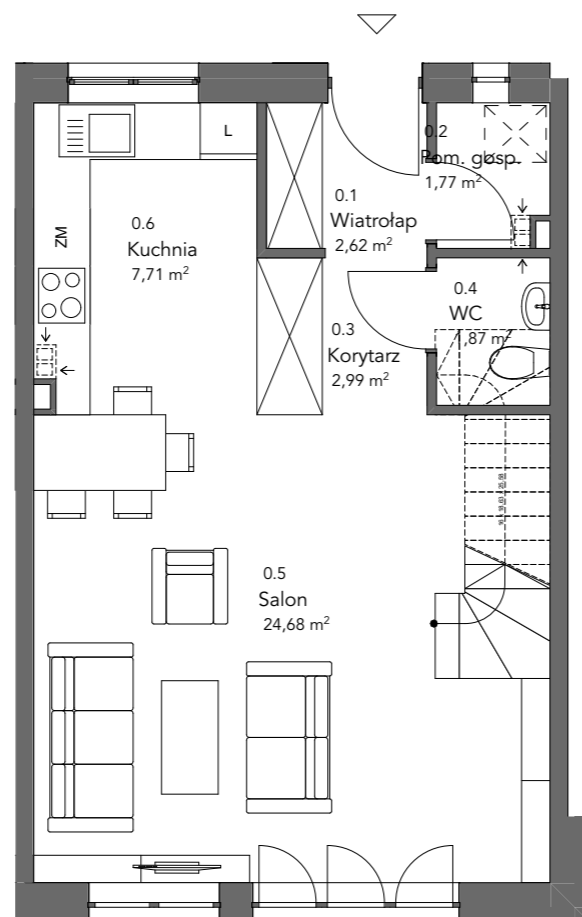 0.2
Pom. gosp.
1,77 m²
L
0.1
Wiatrołap
2,62 m²
0.6
Kuchnia
7,71 m²
ZM
0.4
WC
,87 m²
0.3
Korytarz
2,99 m²
0.5
Salon
24,68 m²